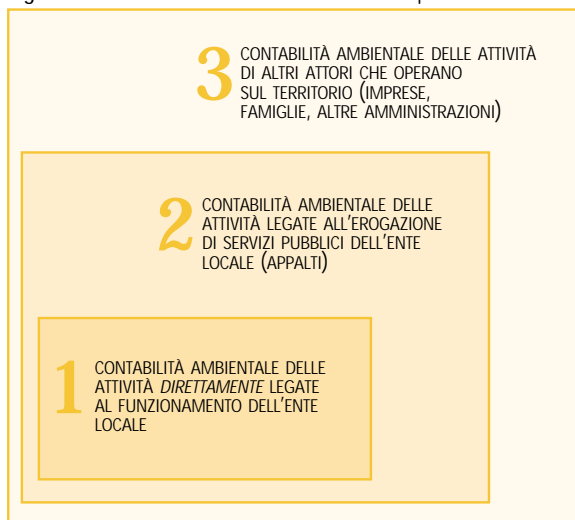 3 CONTABILITÀ AMBIENTALE DELLE ATTIVITÀ
DI ALTRI ATTORI CHE OPERANO
SUL TERRITORIO (IMPRESE,
FAMIGLIE, ALTRE AMMINISTRAZIONI)
2 CONTABILITÀ AMBIENTALE DELLE
ATTIVITÀ LEGATE ALL'EROGAZIONE
DI SERVIZI PUBBLICI DELL'ENTE
LOCALE (APPALTI)
1 CONTABILITÀ AMBIENTALE DELLE
ATTIVITÀ DIRETTAMENTE LEGATE
AL FUNZIONAMENTO DELL'ENTE
LOCALE